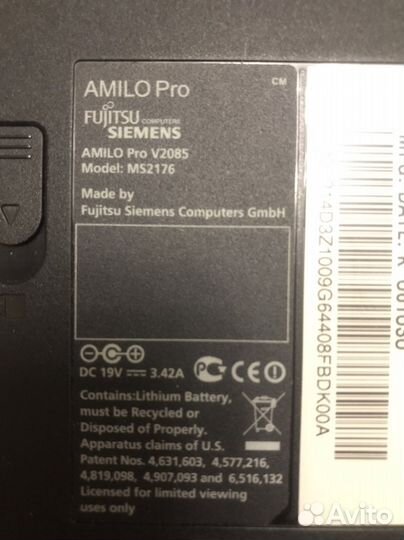 AMILO Pro
CM
FUJITSU COMPUTERS
SIEMENS
AMILO Pro V2085
Model: MS2176
Made by
Fujitsu Siemens Computers GmbH
DC 19V ⎓ 3.42A
CE
Contains:Lithium Battery,
must be Recycled or
Disposed of Properly.
Apparatus claims of U.S.
Patent Nos. 4,631,603, 4,577,216,
4,819,098, 4,907,093 and 6,516,132
Licensed for limited viewing
uses only
Avito